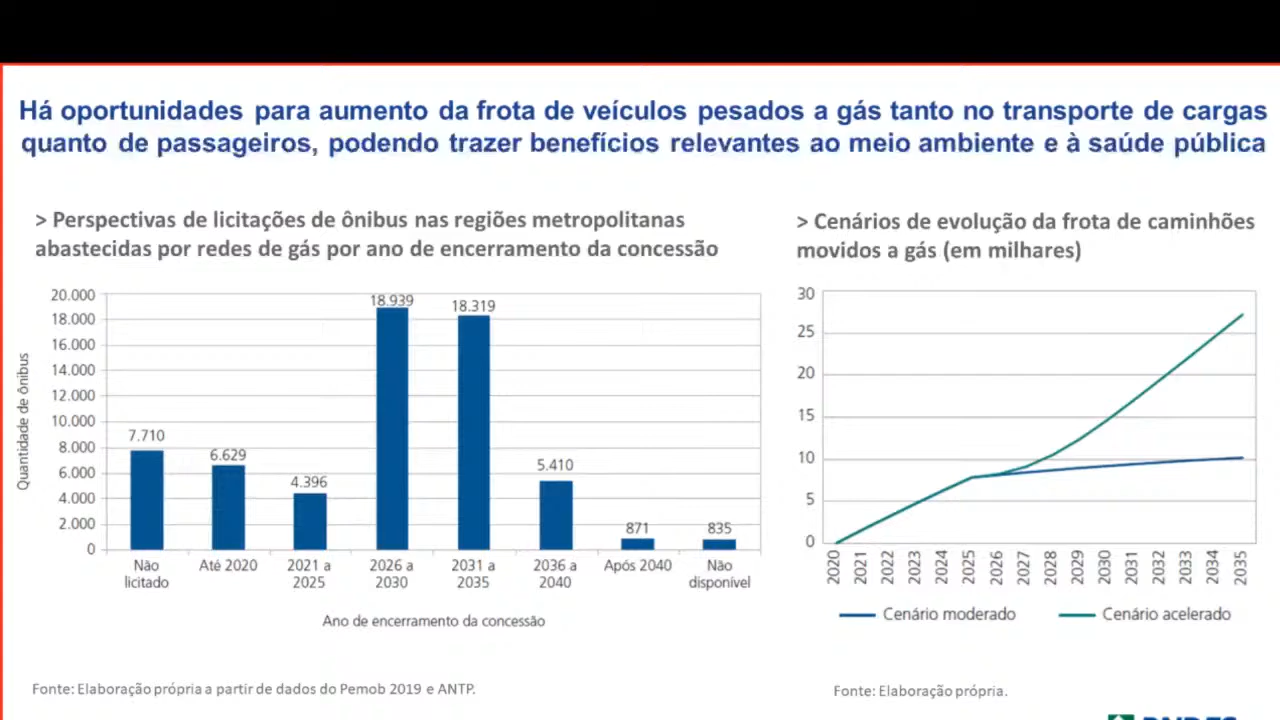 Há oportunidades para aumento da frota de veículos pesados a gás tanto no transporte de cargas
quanto de passageiros, podendo trazer benefícios relevantes ao meio ambiente e à saúde pública
> Perspectivas de licitações de ônibus nas regiões metropolitanas
abastecidas por redes de gás por ano de encerramento da concessão
Quantidade de ônibus
20.000
18.000
16.000
14.000
12.000
10.000
8.000
6.000
4.000
2.000
0
7.710
6.629
4.396
18.939
18.319
5.410
871
835
Não
licitado
Até 2020
2021 a
2025
2026 a
2030
2031 a
2035
2036 a
2040
Após 2040
Não
disponível
Ano de encerramento da concessão
Fonte: Elaboração própria a partir de dados do Pemob 2019 e ANTP.
> Cenários de evolução da frota de caminhões
movidos a gás (em milhares)
30
25
20
15
10
5
0
2020
2021
2022
2023
2024
2025
2026
2027
2028
2029
2030
2031
2032
2033
2034
2035
Cenário moderado
Cenário acelerado
Fonte: Elaboração própria.